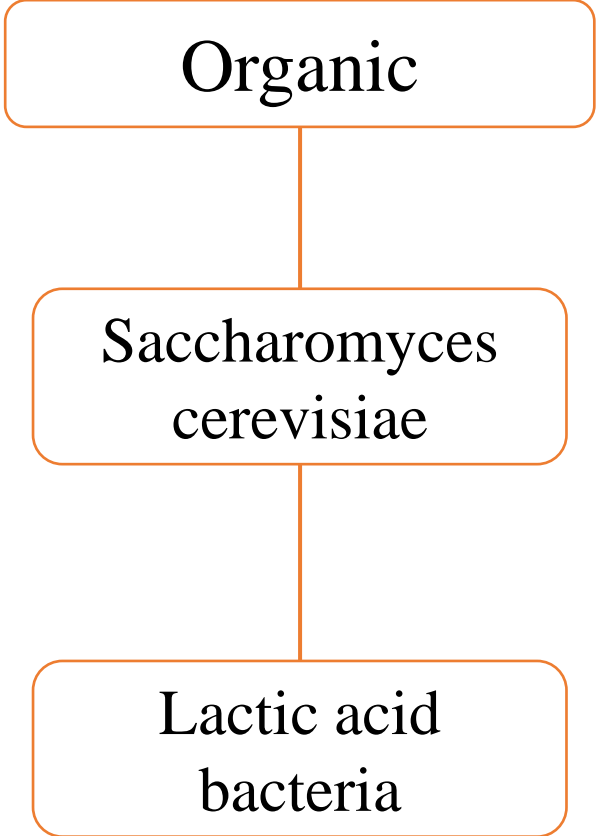 Organic
Saccharomyces
cerevisiae
Lactic acid
bacteria